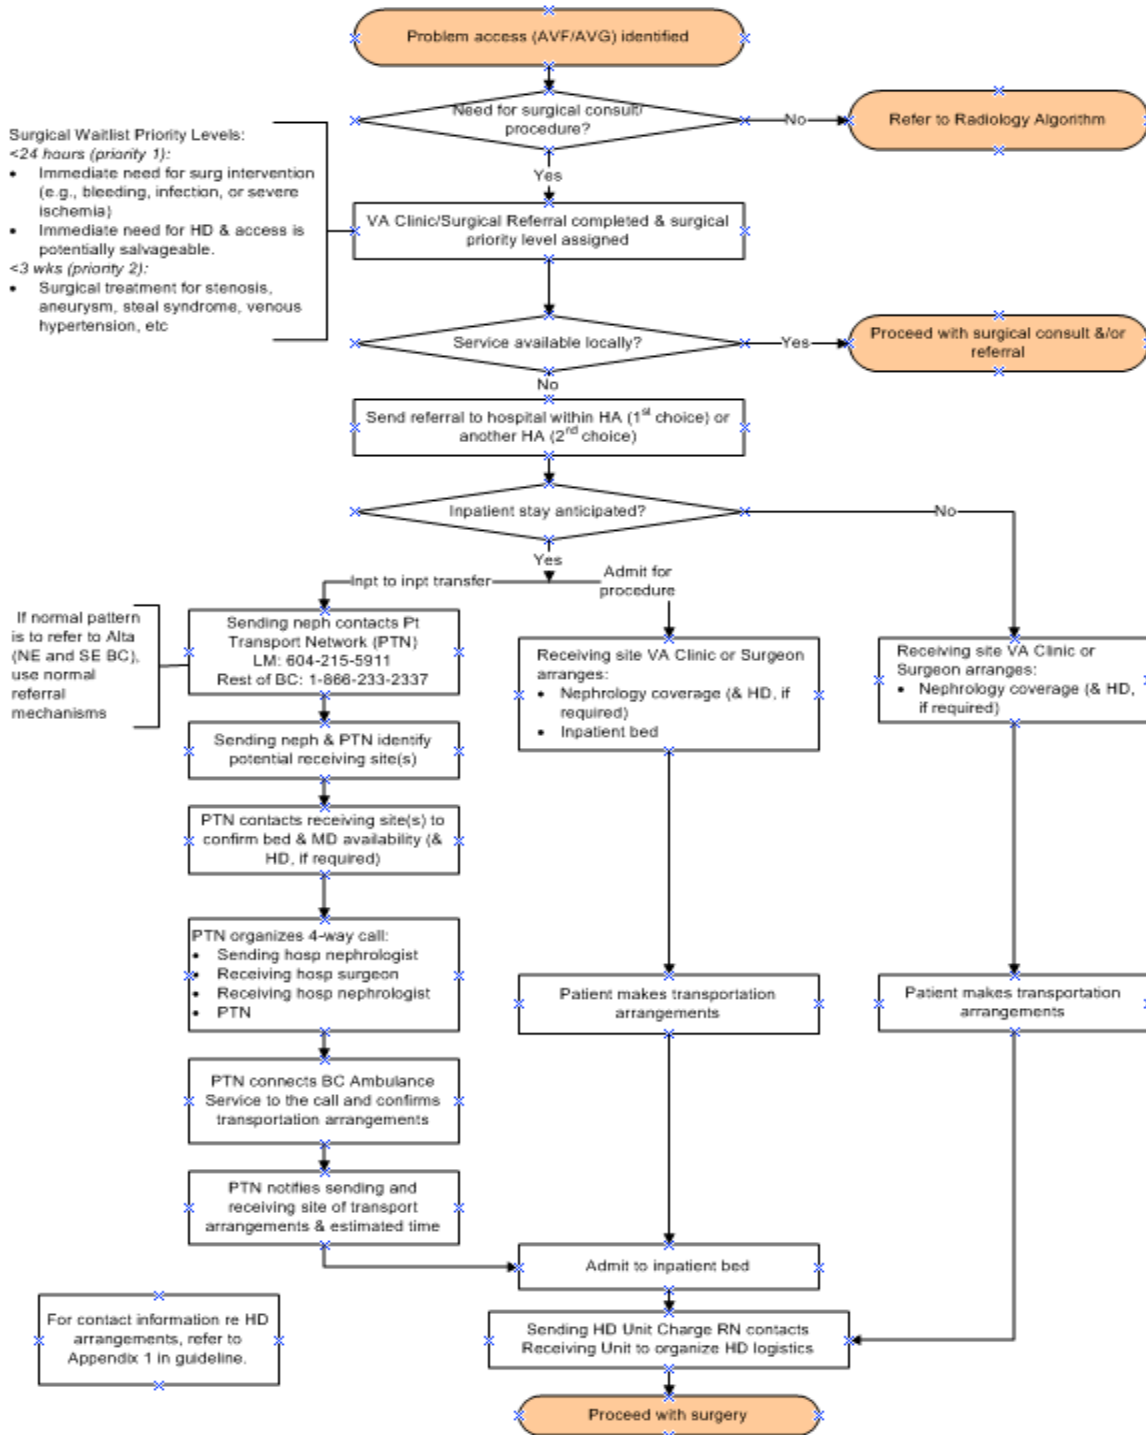 Problem access (AVF/AVG) identified
Need for surgical consult/
procedure?
No
Refer to Radiology Algorithm
Yes
Surgical Waitlist Priority Levels:
<24 hours (priority 1):
• Immediate need for surg intervention
(e.g., bleeding, infection, or severe
ischemia)
• Immediate need for HD & access is
potentially salvageable.
<3 wks (priority 2):
• Surgical treatment for stenosis,
aneurysm, steal syndrome, venous
hypertension, etc
VA Clinic/Surgical Referral completed & surgical
priority level assigned
Service available locally?
Yes
Proceed with surgical consult &/or
referral
No
Send referral to hospital within HA (1st choice) or
another HA (2nd choice)
Inpatient stay anticipated?
No
Yes
Inpt to inpt transfer
Admit for
procedure
If normal pattern
is to refer to Alta
(NE and SE BC),
use normal
referral
mechanisms
Sending neph contacts Pt
Transport Network (PTN)
LM: 604-215-5911
Rest of BC: 1-866-233-2337
Receiving site VA Clinic or Surgeon
arranges:
• Nephrology coverage (& HD, if
required)
• Inpatient bed
Receiving site VA Clinic or
Surgeon arranges:
• Nephrology coverage (& HD,
if required)
Sending neph & PTN identify
potential receiving site(s)
PTN contacts receiving site(s) to
confirm bed & MD availability (&
HD, if required)
PTN organizes 4-way call:
• Sending hosp nephrologist
• Receiving hosp surgeon
• Receiving hosp nephrologist
• PTN
Patient makes transportation
arrangements
Patient makes transportation
arrangements
PTN connects BC Ambulance
Service to the call and confirms
transportation arrangements
PTN notifies sending and
receiving site of transport
arrangements & estimated time
Admit to inpatient bed
For contact information re HD
arrangements, refer to
Appendix 1 in guideline.
Sending HD Unit Charge RN contacts
Receiving Unit to organize HD logistics
Proceed with surgery